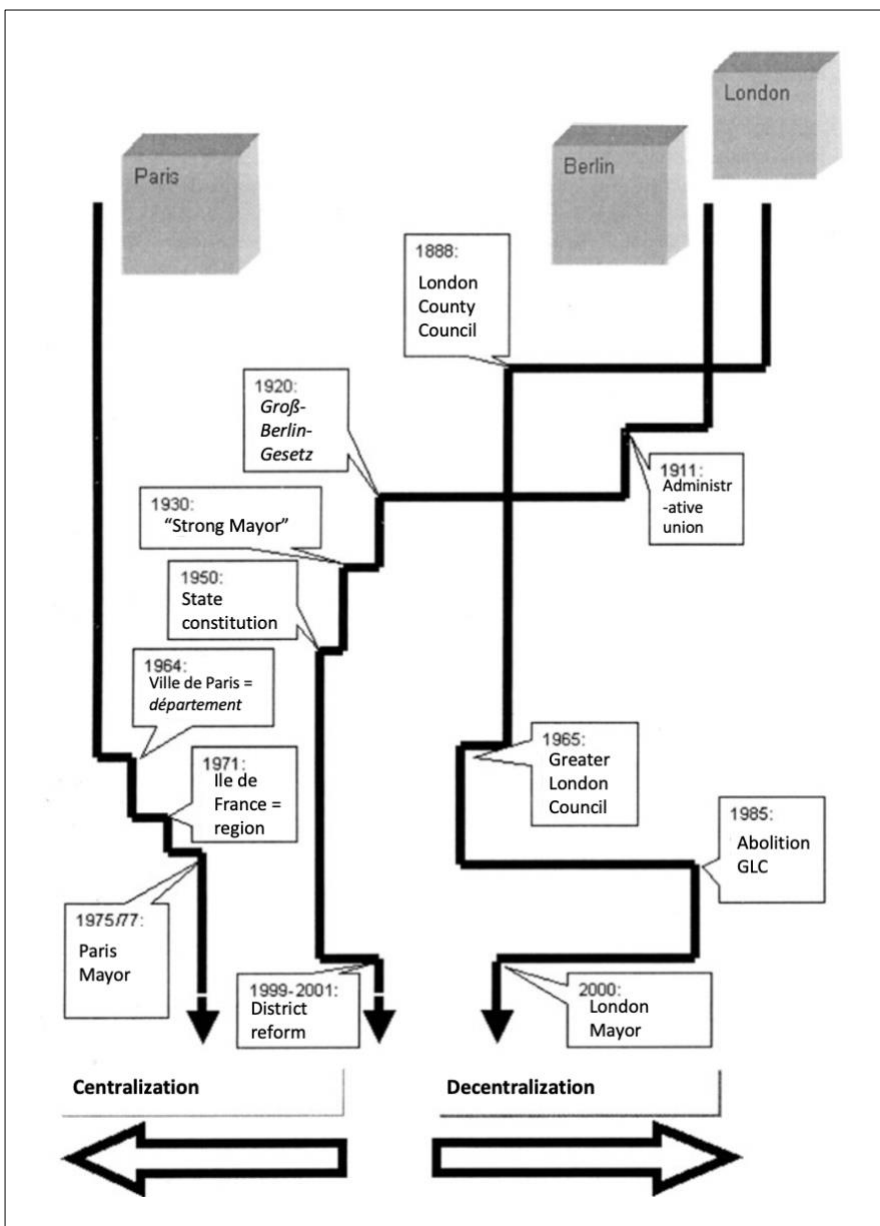 London
Paris
Berlin
1888:
London
County
Council
1920:
Groß-
Berlin-
Gesetz
1911:
Administr
-ative
union
1930:
“Strong Mayor”
1950:
State
constitution
1964:
Ville de Paris =
département
1971:
Ile de
France =
region
1965:
Greater
London
Council
1985:
Abolition
GLC
1975/77:
Paris
Mayor
1999-2001:
District
reform
2000:
London
Mayor
Centralization
Decentralization